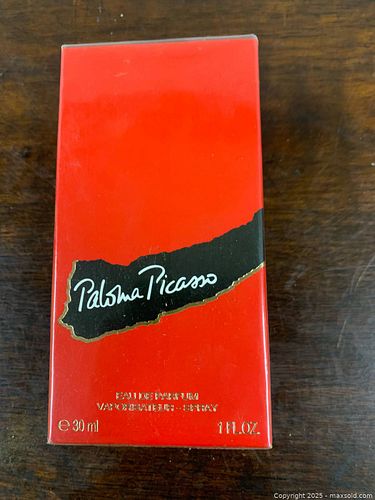 Paloma Picasso
EAU DE PARFUM
VAPORISATEUR - SPRAY
℮ 30 ml 1 FL.OZ.
Copyright © 2025 - maxsold.com